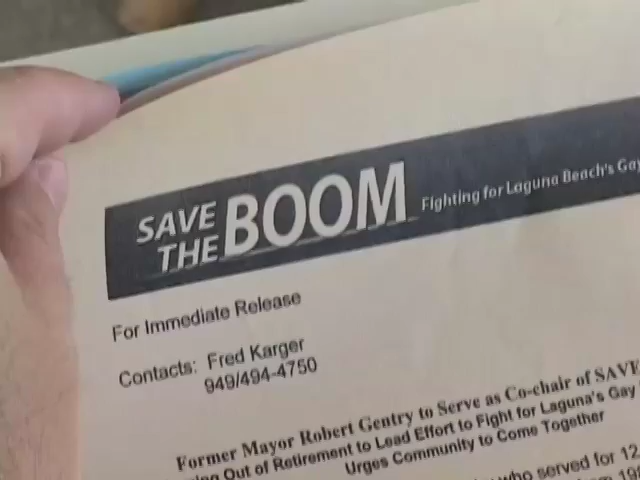 SAVE THE BOOM Fighting for Laguna Beach's Gay
For Immediate Release
Contacts: Fred Karger
949/494-4750
Former Mayor Robert Gentry to Serve as Co-chair of SAVE
Out of Retirement to Lead Effort to Fight for Laguna's Gay
Urges Community to Come Together
who served for 12